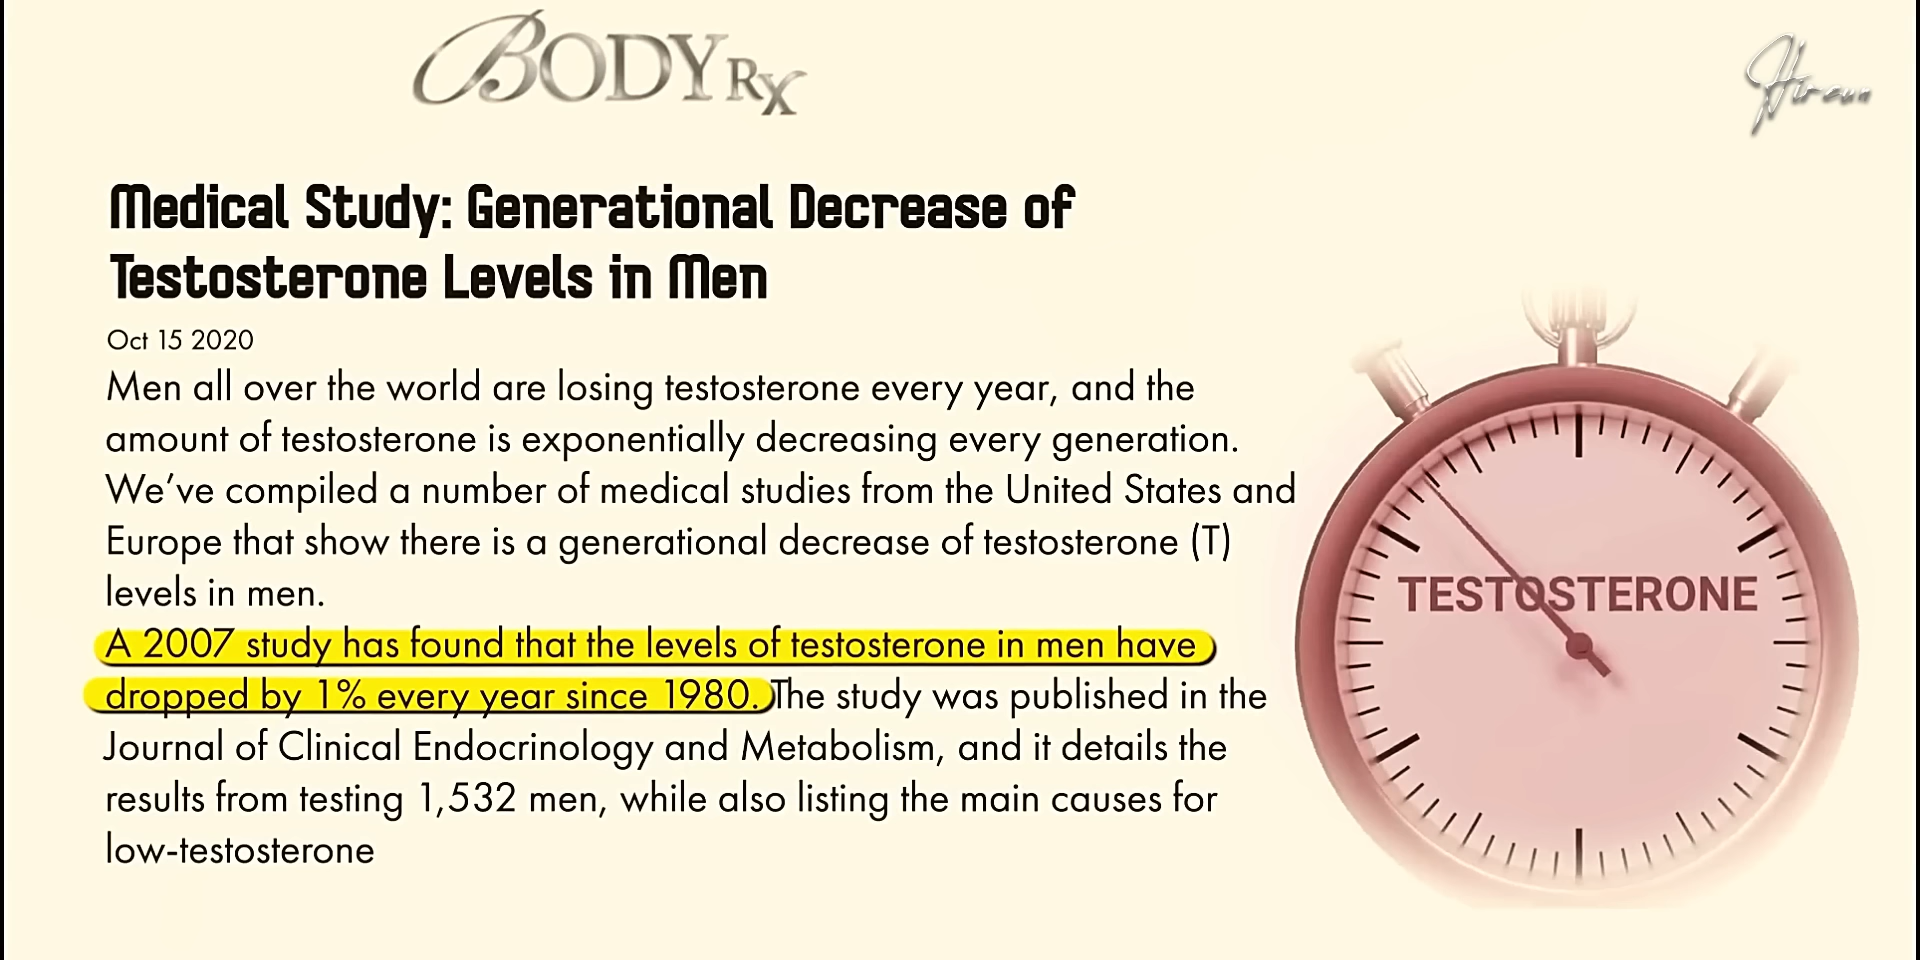 BODY RX
Hircun
Medical Study: Generational Decrease of
Testosterone Levels in Men
Oct 15 2020
Men all over the world are losing testosterone every year, and the
amount of testosterone is exponentially decreasing every generation.
We've compiled a number of medical studies from the United States and
Europe that show there is a generational decrease of testosterone (T)
levels in men.
A 2007 study has found that the levels of testosterone in men have
dropped by 1% every year since 1980. The study was published in the
Journal of Clinical Endocrinology and Metabolism, and it details the
results from testing 1,532 men, while also listing the main causes for
low-testosterone
TESTOSTERONE